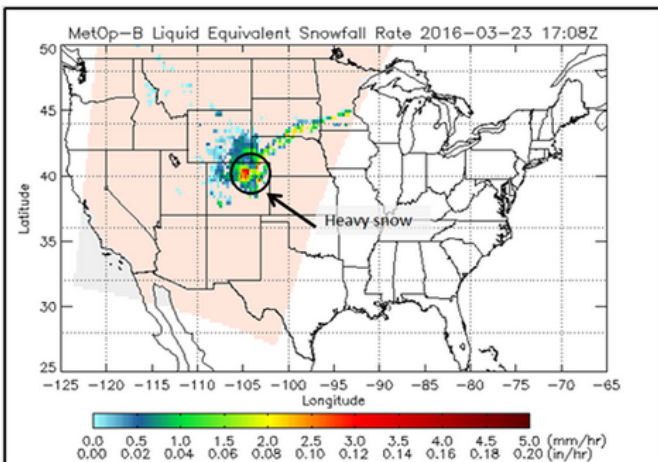 MetOp-B Liquid Equivalent Snowfall Rate 2016-03-23 17:08Z
50
45
40
35
30
25
Latitude
Heavy snow
-125 -120 -115 -110 -105 -100 -95 -90 -85 -80 -75 -70 -65
Longitude
0.0 0.5 1.0 1.5 2.0 2.5 3.0 3.5 4.0 4.5 5.0 (mm/hr)
0.00 0.02 0.04 0.06 0.08 0.10 0.12 0.14 0.16 0.18 0.20 (in/hr)